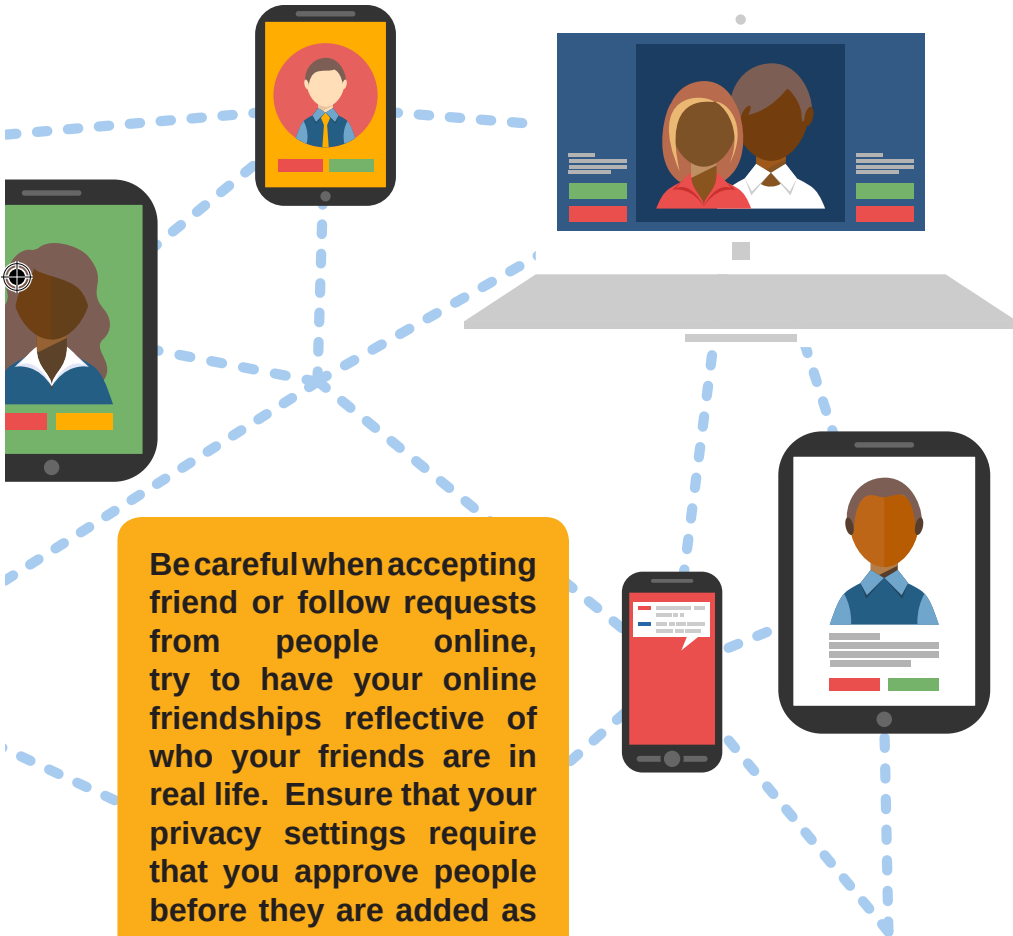 Be careful when accepting
friend or follow requests
from people online,
try to have your online
friendships reflective of
who your friends are in
real life. Ensure that your
privacy settings require
that you approve people
before they are added as